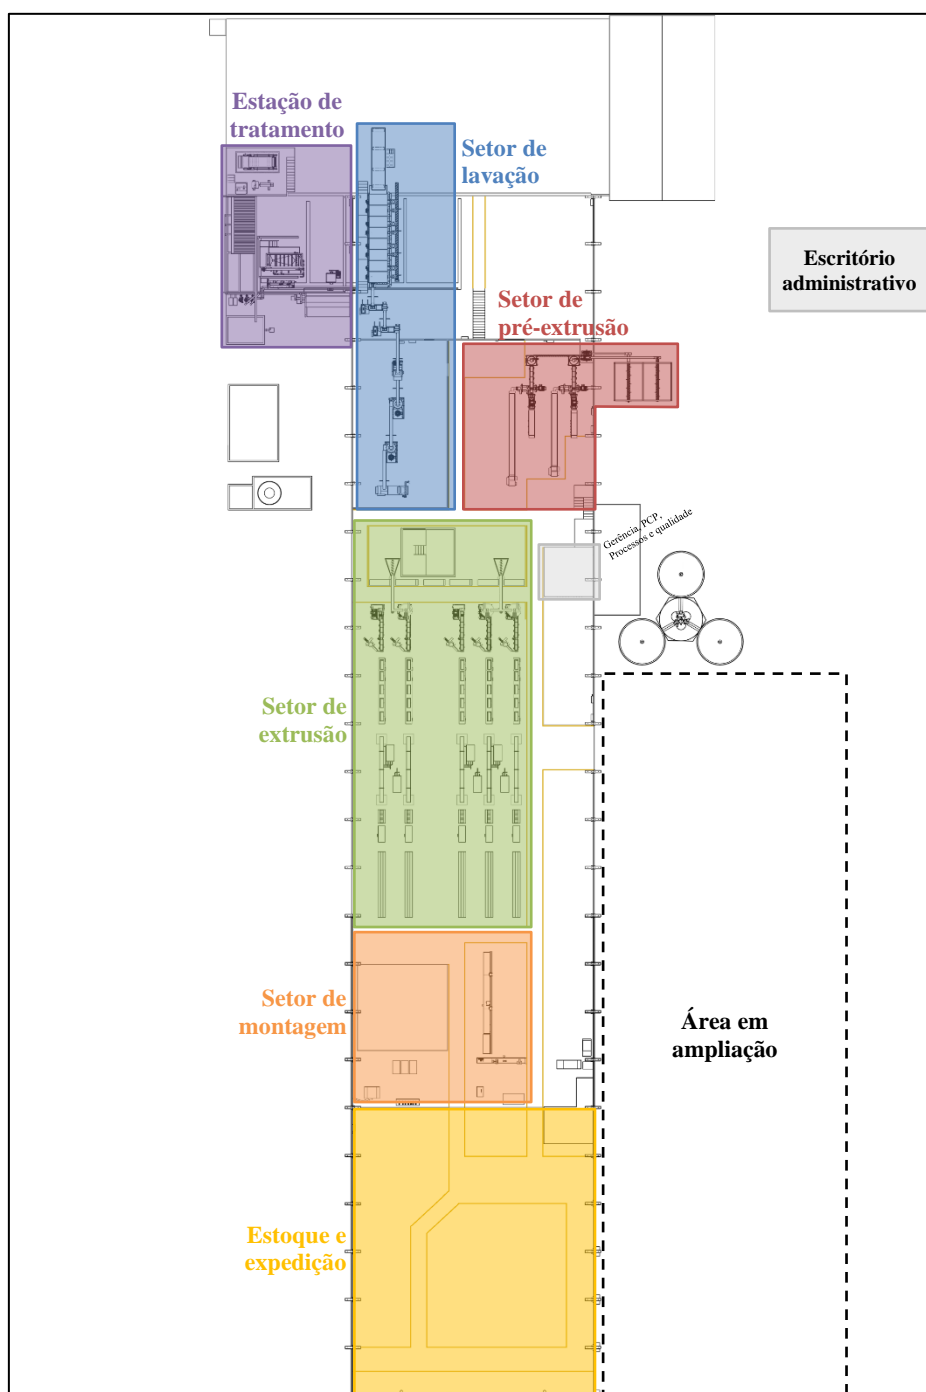 Estação de
tratamento
Setor de
lavação
Escritório
administrativo
Setor de
pré-extrusão
Gerência, PCP,
Processos e qualidade
Setor de
extrusão
Setor de
montagem
Área em
ampliação
Estoque e
expedição